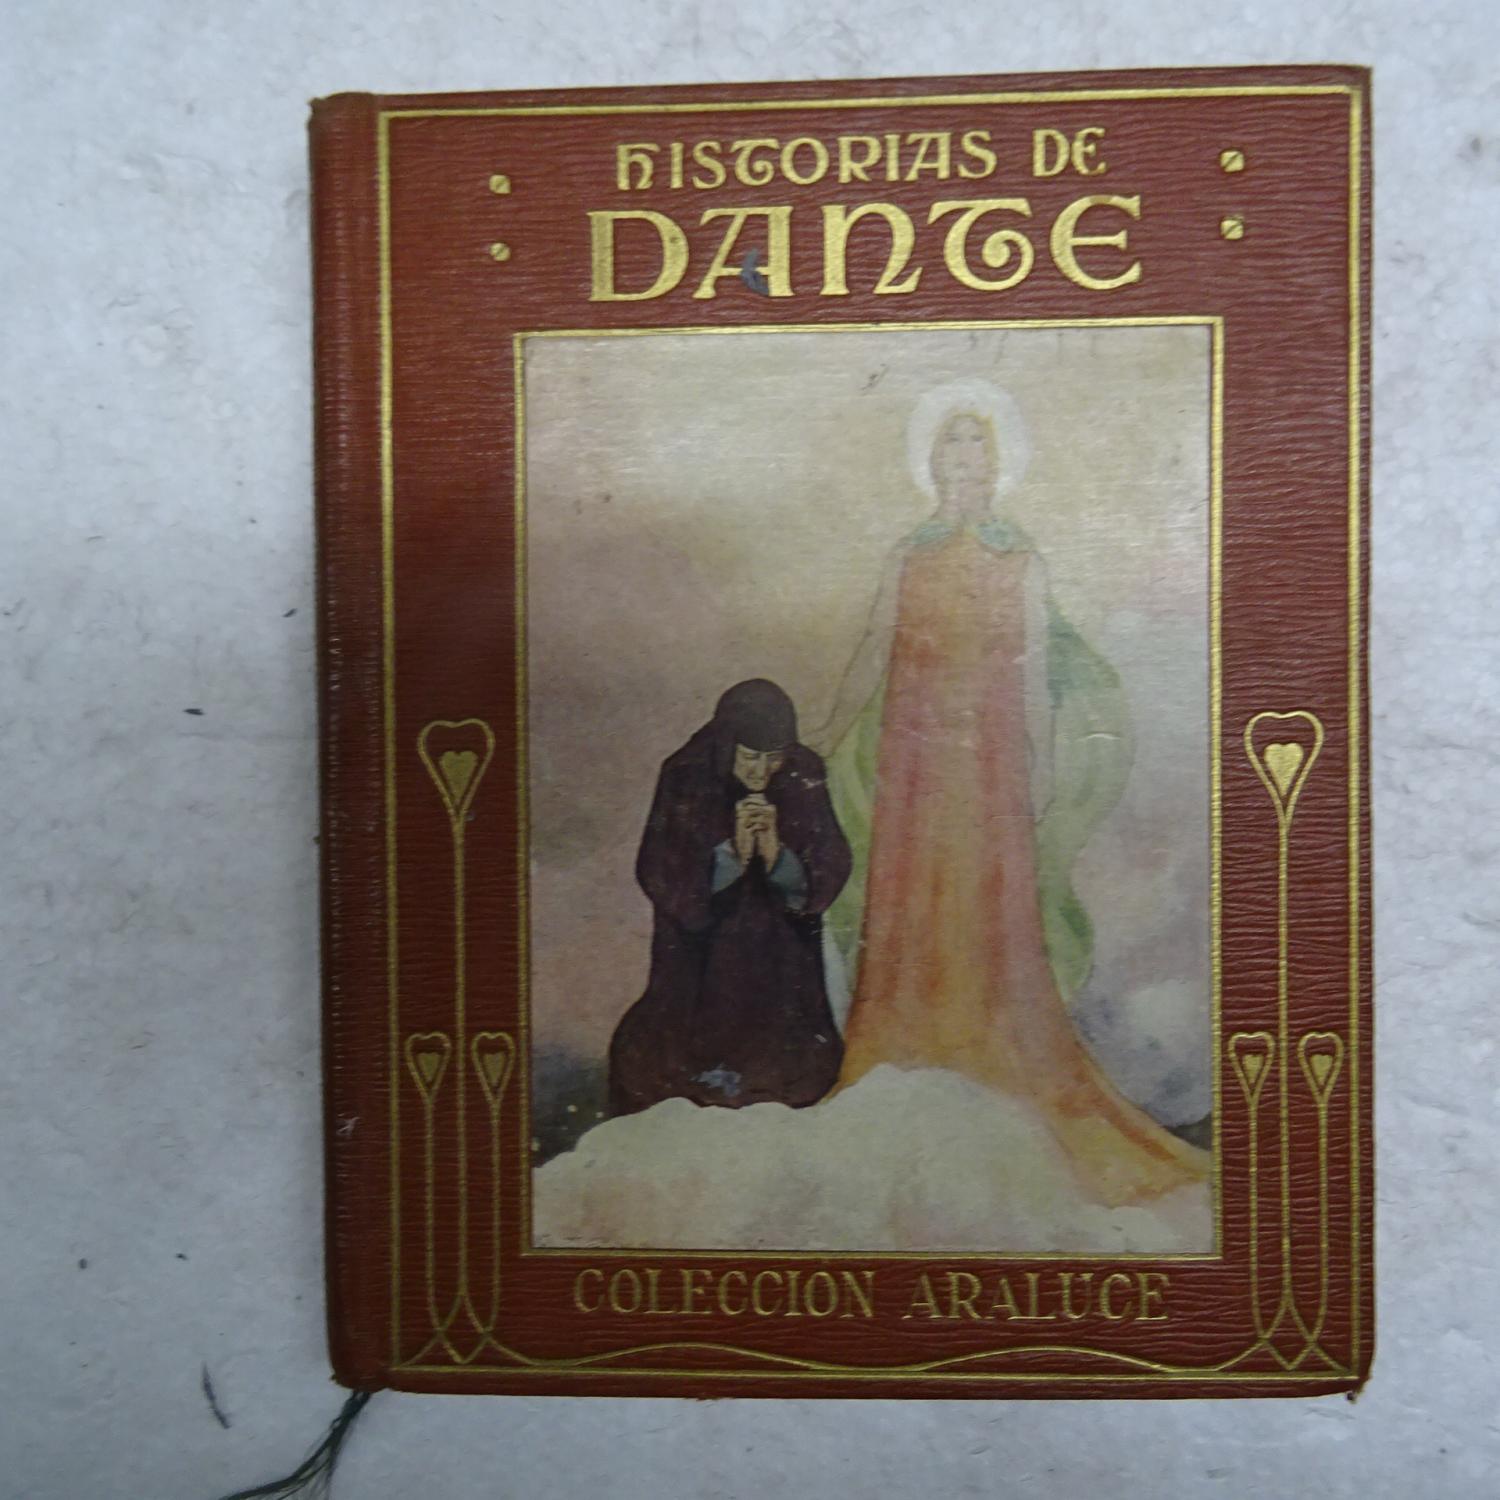 HISTORIAS DE
DANTE
COLECCION ARALUCE